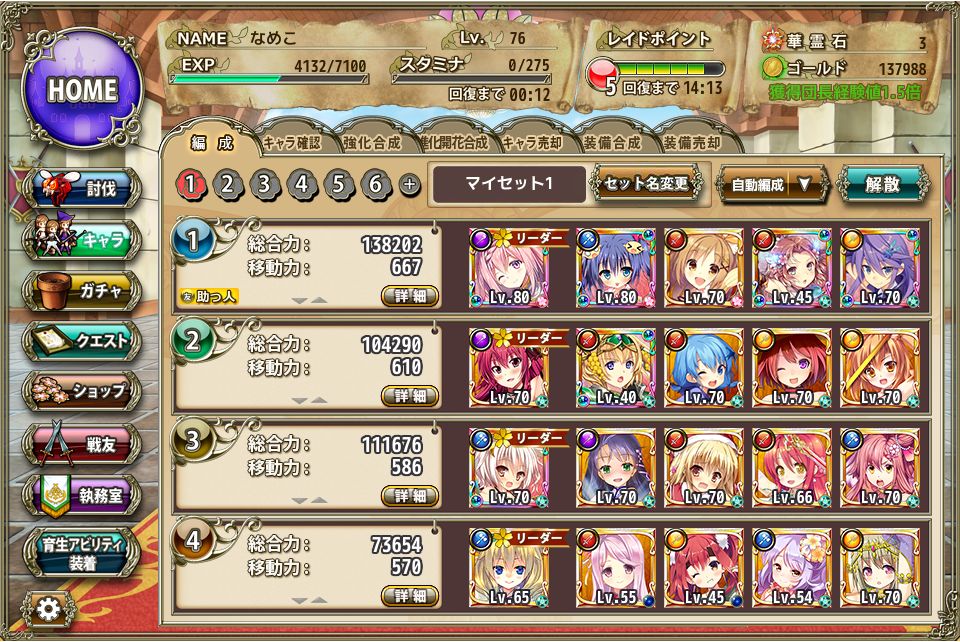 NAME なめこ
Lv. 76
EXP 4132/7100
スタミナ 0/275
回復まで 00:12
レイドポイント
5 回復まで 14:13
華霊石 3
ゴールド 137988
獲得団長経験値1.5倍
HOME
討伐
キャラ
ガチャ
クエスト
ショップ
戦友
執務室
育生アビリティ
装着
編成
キャラ確認
強化合成
進化開花合成
キャラ売却
装備合成
装備売却
1 2 3 4 5 6 +
マイセット1
セット名変更
自動編成 ▼
解散
1
総合力: 138202
移動力: 667
友 助っ人
詳細
リーダー
Lv.80 Lv.80 Lv.70 Lv.45 Lv.70
2
総合力: 104290
移動力: 610
詳細
リーダー
Lv.70 Lv.40 Lv.70 Lv.70 Lv.70
3
総合力: 111676
移動力: 586
詳細
リーダー
Lv.70 Lv.70 Lv.70 Lv.66 Lv.70
4
総合力: 73654
移動力: 570
詳細
リーダー
Lv.65 Lv.55 Lv.45 Lv.54 Lv.70